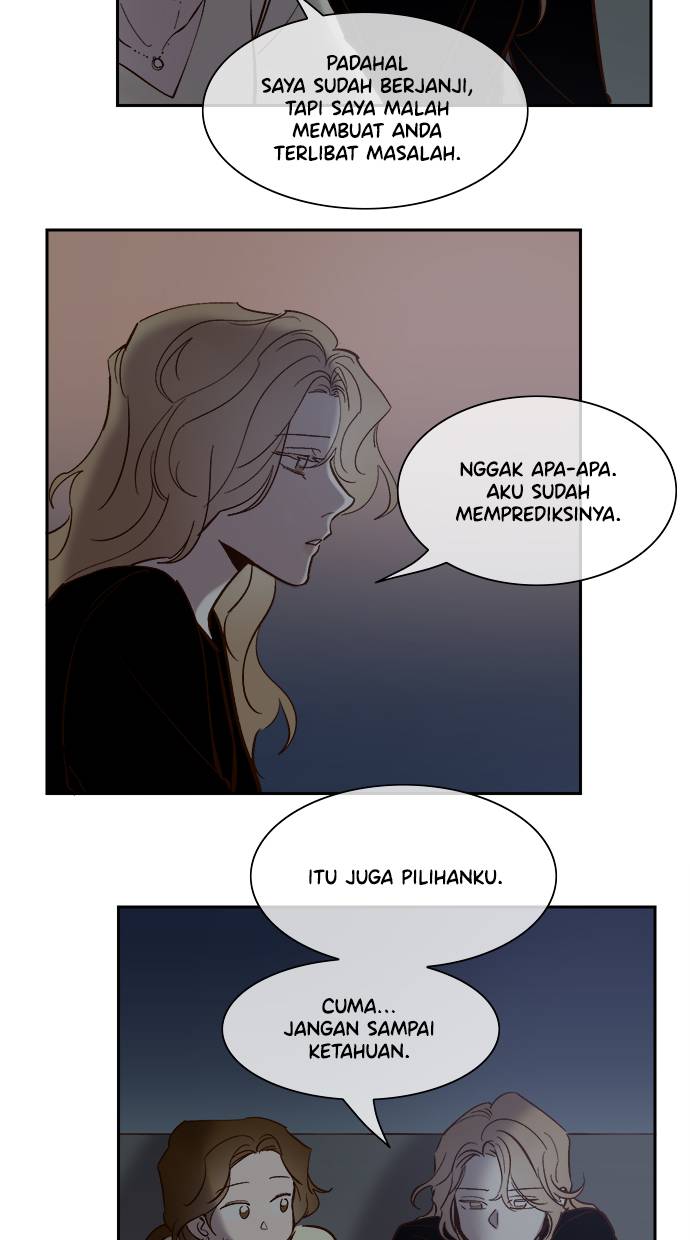 PADAHAL
SAYA SUDAH BERJANJI,
TAPI SAYA MALAH
MEMBUAT ANDA
TERLIBAT MASALAH.
NGGAK APA-APA.
AKU SUDAH
MEMPREDIKSINYA.
ITU JUGA PILIHANKU.
CUMA...
JANGAN SAMPAI
KETAHUAN.